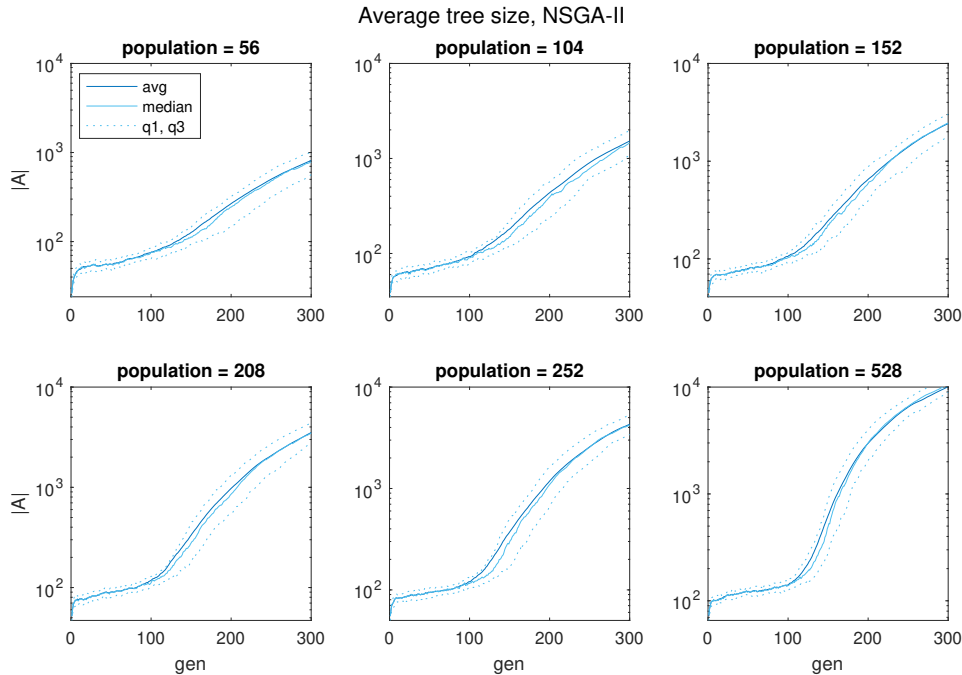 Average tree size, NSGA-II
population = 56
population = 104
population = 152
10^4
10^3
10^2
|A|
avg
median
q1, q3
0 100 200 300
10^4
10^3
10^2
0 100 200 300
10^4
10^3
10^2
0 100 200 300
population = 208
population = 252
population = 528
10^4
10^3
10^2
|A|
0 100 200 300
gen
10^4
10^3
10^2
0 100 200 300
gen
10^4
10^3
10^2
0 100 200 300
gen